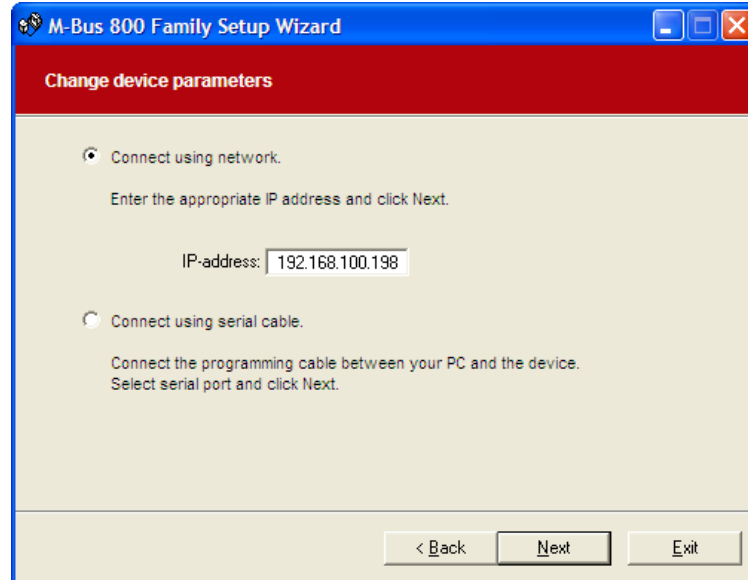 M-Bus 800 Family Setup Wizard
Change device parameters
Connect using network.
Enter the appropriate IP address and click Next.
IP-address: 192.168.100.198
Connect using serial cable.
Connect the programming cable between your PC and the device.
Select serial port and click Next.
< Back Next Exit